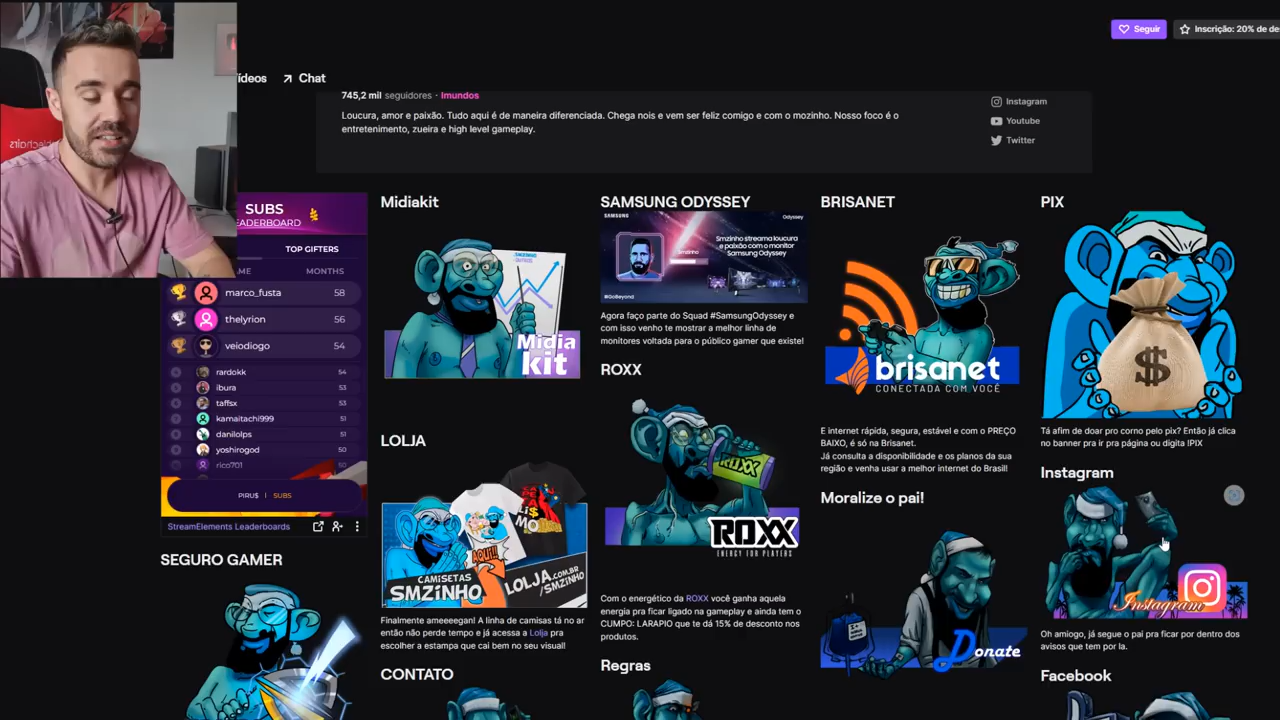 Seguir
Inscrição: 20% de de
ídeos
Chat
745,2 mil seguidores · Imundos
Loucura, amor e paixão. Tudo aqui é de maneira diferenciada. Chega nois e vem ser feliz comigo e com o mozinho. Nosso foco é o
entretenimento, zueira e high level gameplay.
Instagram
Youtube
Twitter
SUBS
EADERBOARD
TOP GIFTERS
AME
MONTHS
marco_fusta 58
thelyrion 56
veiodiogo 54
rardokk 54
ibura 53
taffsx 53
kamaitachi999 51
danilolps 51
yoshirogod 50
rico701 50
PIRU$ | SUBS
StreamElements Leaderboards
SEGURO GAMER
Midiakit
Midia
kit
LOLJA
CAMISETAS
SMZINHO
AQUI!
LOLJA.COM.BR
/SMZINHO
Finalmente ameeeegan! A linha de camisas tá no ar
então não perde tempo e já acessa a Lolja pra
escolher a estampa que cai bem no seu visual!
CONTATO
SAMSUNG ODYSSEY
SAMSUNG
Odyssey
Smzinho streama loucura
e paixão com o monitor
Samsung Odyssey
#GoBeyond
Agora faço parte do Squad #SamsungOdyssey e
com isso venho te mostrar a melhor linha de
monitores voltada para o público gamer que existe!
ROXX
ROXX
ROXX
ENERGY FOR PLAYERS
Com o energético da ROXX você ganha aquela
energia pra ficar ligado na gameplay e ainda tem o
CUMPO: LARAPIO que te dá 15% de desconto nos
produtos.
Regras
BRISANET
brisanet
CONECTADA COM VOCÊ
E internet rápida, segura, estável e com o PREÇO
BAIXO, é só na Brisanet.
Já consulta a disponibilidade e os planos da sua
região e venha usar a melhor internet do Brasil!
Moralize o pai!
Donate
PIX
$
Tá afim de doar pro corno pelo pix? Então já clica
no banner pra ir pra página ou digita !PIX
Instagram
Instagram
Oh amiogo, já segue o pai pra ficar por dentro dos
avisos que tem por la.
Facebook